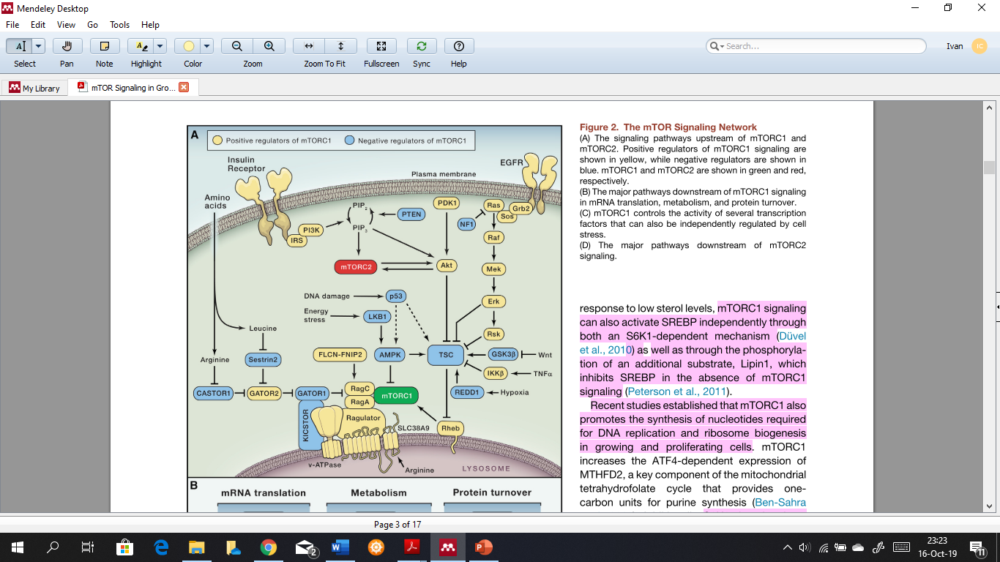 Mendeley Desktop
File Edit View Go Tools Help
Select Pan Note Highlight Color Zoom Zoom To Fit Fullscreen Sync Help
Search...
Ivan
IC
My Library
mTOR Signaling in Gro...
A
Positive regulators of mTORC1
Negative regulators of mTORC1
Insulin
Receptor
EGFR
Plasma membrane
Amino
acids
PIP2
PTEN
PDK1
Ras
Grb2
Sos
NF1
PIP3
PI3K
IRS
Raf
mTORC2
Akt
Mek
DNA damage
p53
Erk
Energy
stress
LKB1
Leucine
Rsk
FLCN-FNIP2
AMPK
TSC
GSK3β
Wnt
Arginine
Sestrin2
IKKβ
TNFα
CASTOR1
GATOR2
GATOR1
RagC
RagA
mTORC1
REDD1
Hypoxia
KICSTOR
Ragulator
SLC38A9
Rheb
v-ATPase
Arginine
LYSOSOME
B
mRNA translation
Metabolism
Protein turnover
Figure 2. The mTOR Signaling Network
(A) The signaling pathways upstream of mTORC1 and
mTORC2. Positive regulators of mTORC1 signaling are
shown in yellow, while negative regulators are shown in
blue. mTORC1 and mTORC2 are shown in green and red,
respectively.
(B) The major pathways downstream of mTORC1 signaling
in mRNA translation, metabolism, and protein turnover.
(C) mTORC1 controls the activity of several transcription
factors that can also be independently regulated by cell
stress.
(D) The major pathways downstream of mTORC2
signaling.
response to low sterol levels, mTORC1 signaling
can also activate SREBP independently through
both an S6K1-dependent mechanism (Düvel
et al., 2010) as well as through the phosphoryla-
tion of an additional substrate, Lipin1, which
inhibits SREBP in the absence of mTORC1
signaling (Peterson et al., 2011).
Recent studies established that mTORC1 also
promotes the synthesis of nucleotides required
for DNA replication and ribosome biogenesis
in growing and proliferating cells. mTORC1
increases the ATF4-dependent expression of
MTHFD2, a key component of the mitochondrial
tetrahydrofolate cycle that provides one-
carbon units for purine synthesis (Ben-Sahra
Page 3 of 17
2
23:23
16-Oct-19
11